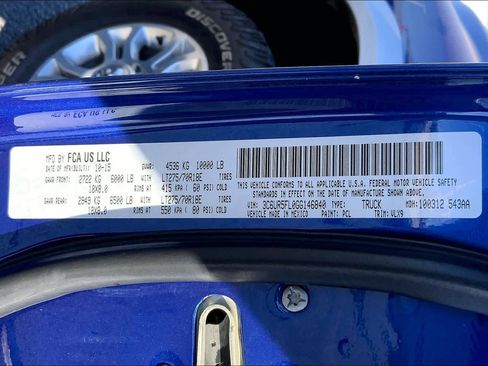 DISCOVER
MFD BY FCA US LLC GVWR: 4536 KG 10000 LB
DATE OF MFR/BUILT: 10-15
GAWR FRONT: 2722 KG 6000 LB WITH LT275/70R18E TIRES
18X8.0 RIMS AT 415 KPA ( 60 PSI) COLD
GAWR REAR: 2949 KG 6500 LB WITH LT275/70R18E TIRES
18X8.0 RIMS AT 550 KPA ( 80 PSI) COLD
THIS VEHICLE CONFORMS TO ALL APPLICABLE U.S.A. FEDERAL MOTOR VEHICLE SAFETY
STANDARDS IN EFFECT ON THE DATE OF MANUFACTURE SHOWN ABOVE.
VIN: 3C6UR5FL0GG146840 TYPE: TRUCK MDH: 100312 543AA
MADE IN MEXICO PAINT: PCL TRIM: VLX9